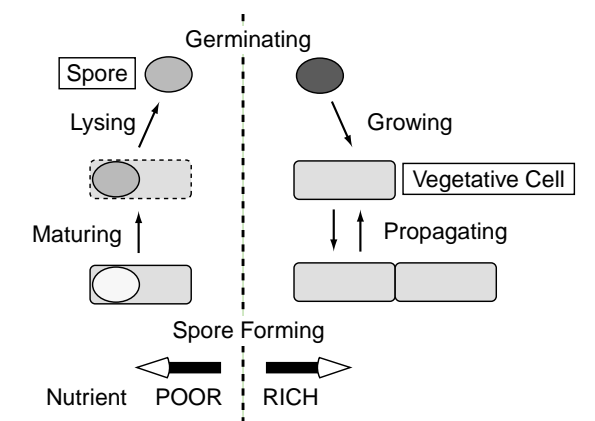 Germinating
Spore
Lysing
Growing
Vegetative Cell
Maturing
Propagating
Spore Forming
Nutrient POOR RICH